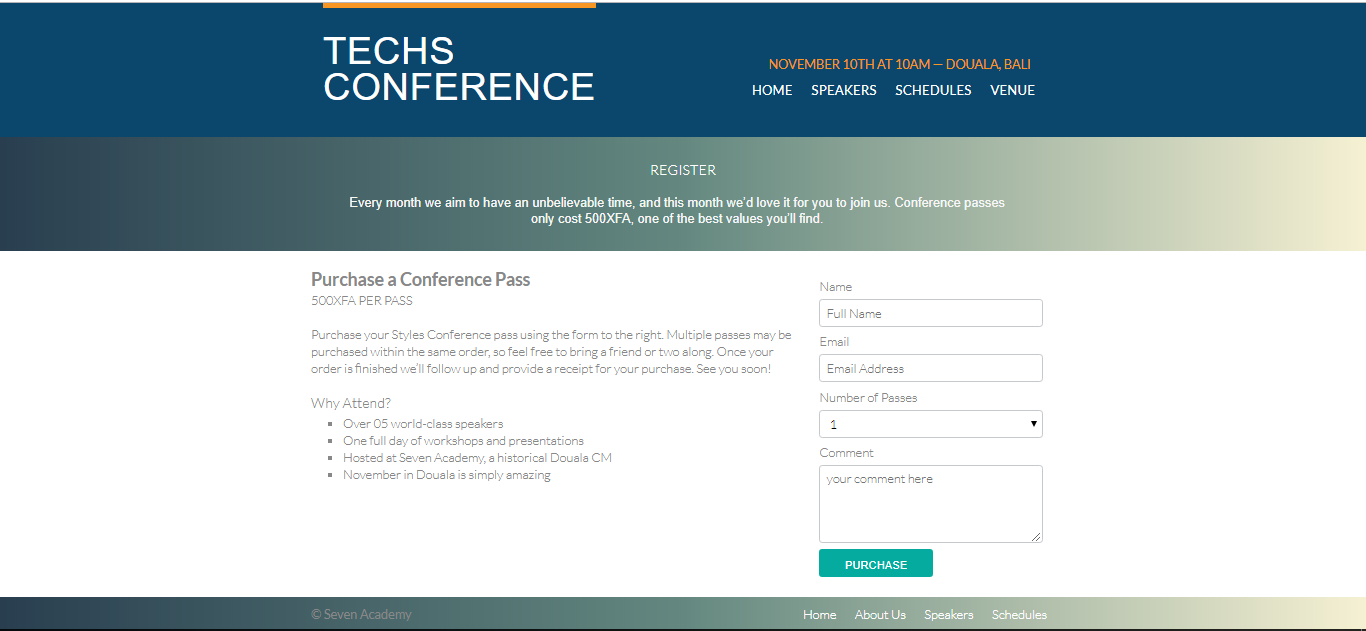 TECHS
CONFERENCE
NOVEMBER 10TH AT 10AM — DOUALA, BALI
HOME SPEAKERS SCHEDULES VENUE
REGISTER
Every month we aim to have an unbelievable time, and this month we'd love it for you to join us. Conference passes
only cost 500XFA, one of the best values you'll find.
Purchase a Conference Pass
500XFA PER PASS
Purchase your Styles Conference pass using the form to the right. Multiple passes may be
purchased within the same order, so feel free to bring a friend or two along. Once your
order is finished we'll follow up and provide a receipt for your purchase. See you soon!
Why Attend?
Over 05 world-class speakers
One full day of workshops and presentations
Hosted at Seven Academy, a historical Douala CM
November in Douala is simply amazing
Name
Full Name
Email
Email Address
Number of Passes
1
Comment
your comment here
PURCHASE
© Seven Academy
Home About Us Speakers Schedules